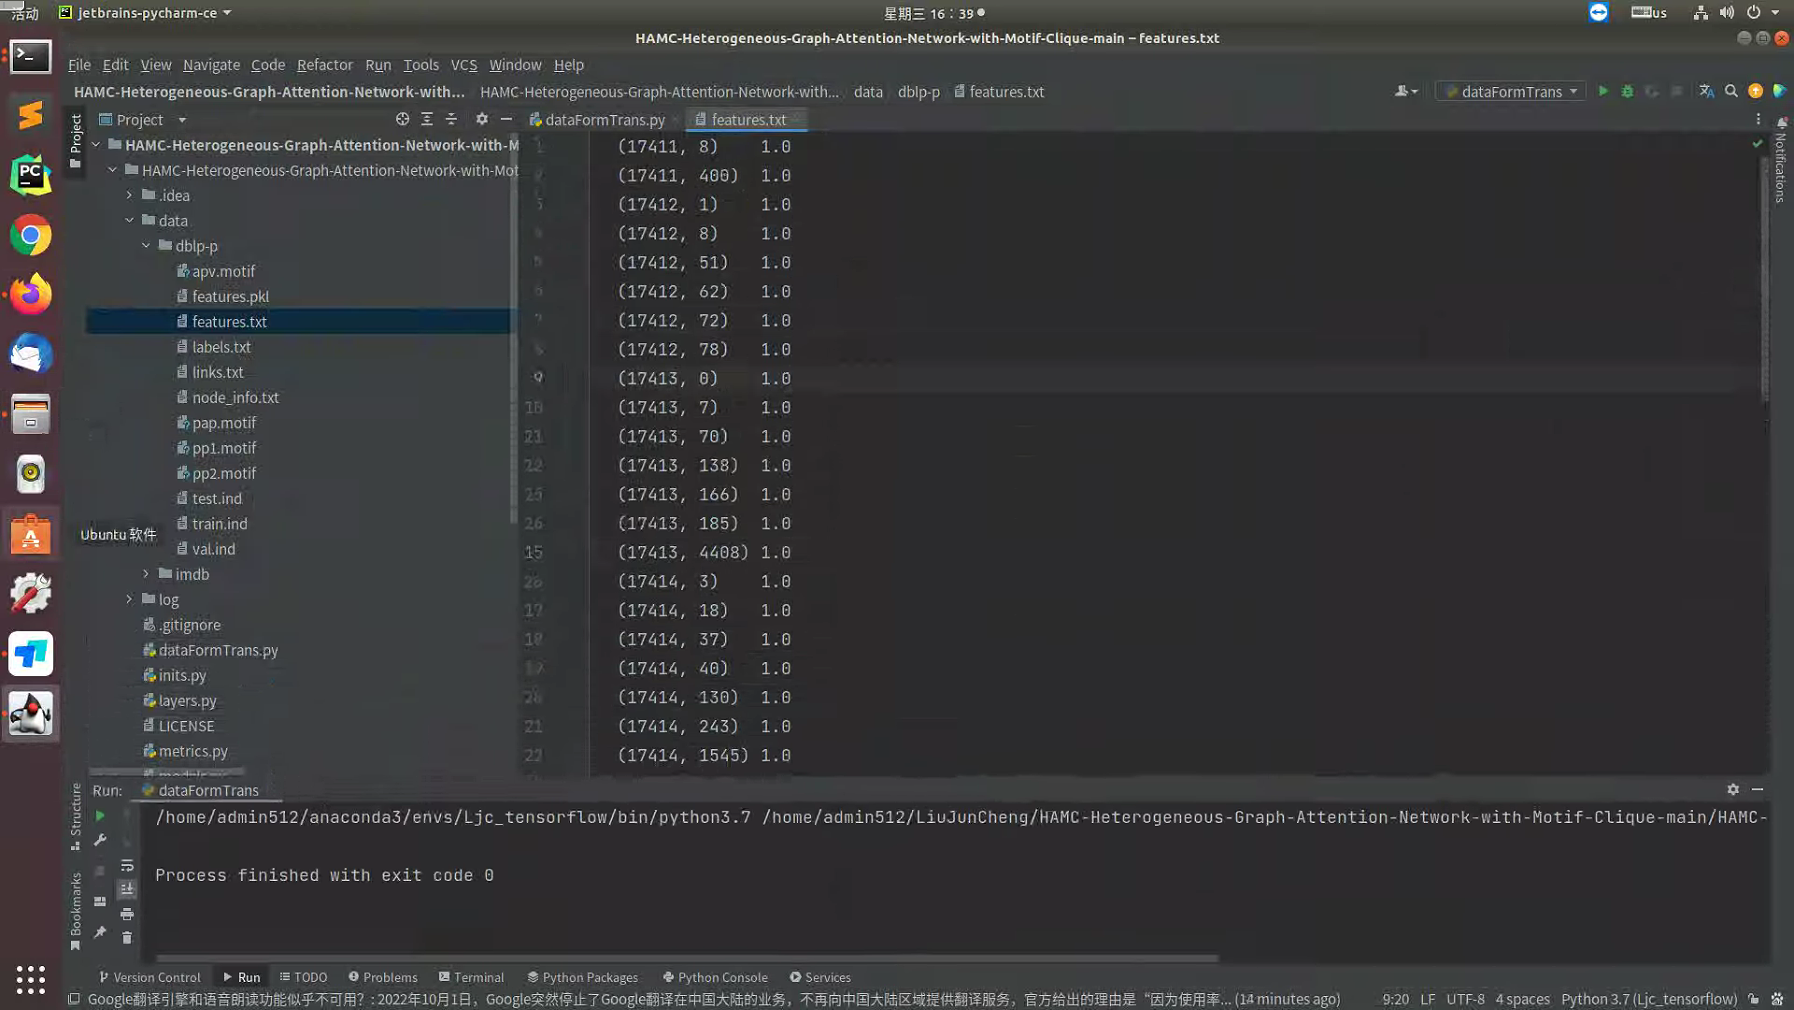 活动 jetbrains-pycharm-ce 星期三 16：39 us
HAMC-Heterogeneous-Graph-Attention-Network-with-Motif-Clique-main – features.txt
File Edit View Navigate Code Refactor Run Tools VCS Window Help
HAMC-Heterogeneous-Graph-Attention-Network-with... HAMC-Heterogeneous-Graph-Attention-Network-with... data dblp-p features.txt dataFormTrans
Project
Project
HAMC-Heterogeneous-Graph-Attention-Network-with-M
HAMC-Heterogeneous-Graph-Attention-Network-with-Mot
.idea
data
dblp-p
apv.motif
features.pkl
features.txt
labels.txt
links.txt
node_info.txt
pap.motif
pp1.motif
pp2.motif
test.ind
train.ind
Ubuntu 软件
val.ind
imdb
log
.gitignore
dataFormTrans.py
inits.py
layers.py
LICENSE
metrics.py
dataFormTrans.py features.txt
(17411, 8) 1.0
(17411, 400) 1.0
(17412, 1) 1.0
(17412, 8) 1.0
(17412, 51) 1.0
(17412, 62) 1.0
(17412, 72) 1.0
(17412, 78) 1.0
(17413, 0) 1.0
(17413, 7) 1.0
(17413, 70) 1.0
(17413, 138) 1.0
(17413, 166) 1.0
(17413, 185) 1.0
(17413, 4408) 1.0
(17414, 3) 1.0
(17414, 18) 1.0
(17414, 37) 1.0
(17414, 40) 1.0
(17414, 130) 1.0
(17414, 243) 1.0
(17414, 1545) 1.0
Notifications
Run: dataFormTrans
/home/admin512/anaconda3/envs/Ljc_tensorflow/bin/python3.7 /home/admin512/LiuJunCheng/HAMC-Heterogeneous-Graph-Attention-Network-with-Motif-Clique-main/HAMC-
Process finished with exit code 0
Structure
Bookmarks
Version Control Run TODO Problems Terminal Python Packages Python Console Services
Google翻译引擎和语音朗读功能似乎不可用？: 2022年10月1日，Google突然停止了Google翻译在中国大陆的业务，不再向中国大陆区域提供翻译服务，官方给出的理由是“因为使用率... (14 minutes ago) 9:20 LF UTF-8 4 spaces Python 3.7 (Ljc_tensorflow)